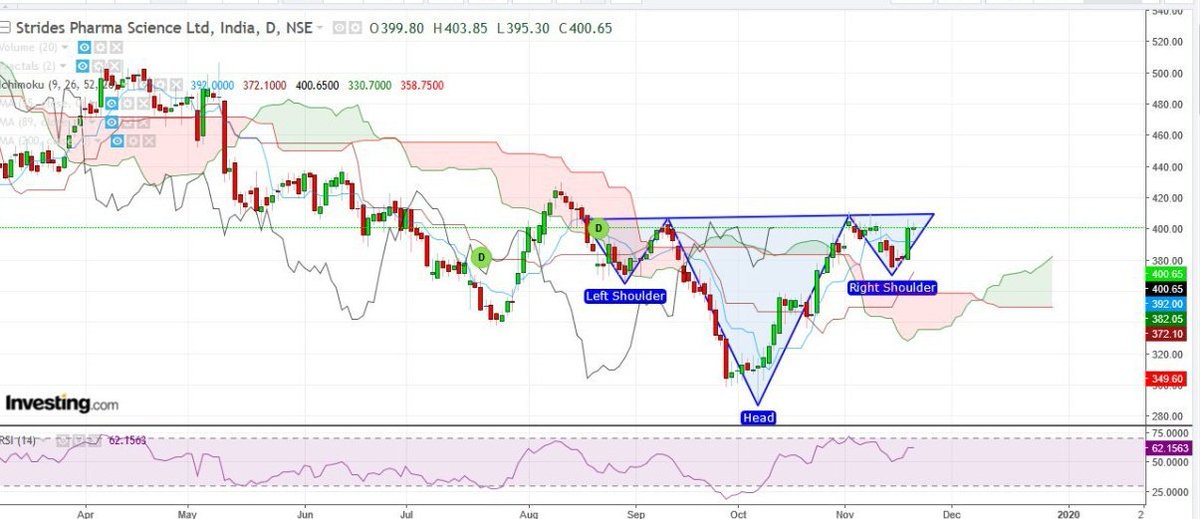 540.00
Strides Pharma Science Ltd, India, D, NSE O399.80 H403.85 L395.30 C400.65
Volume (20)
Fractals (2)
Ichimoku (9, 26, 52, 392.0000 372.1000 400.6500 330.7000 358.7500
MA (89,
MA (200,
520.00
500.00
480.00
460.00
440.00
420.00
400.00
380.00
400.65
400.65
392.00
382.05
372.10
349.60
320.00
280.00
D
D
Left Shoulder
Right Shoulder
Head
Investing.com
RSI (14) 62.1563
75.0000
62.1563
50.0000
25.0000
Apr May Jun Jul Aug Sep Oct Nov Dec 2020 2